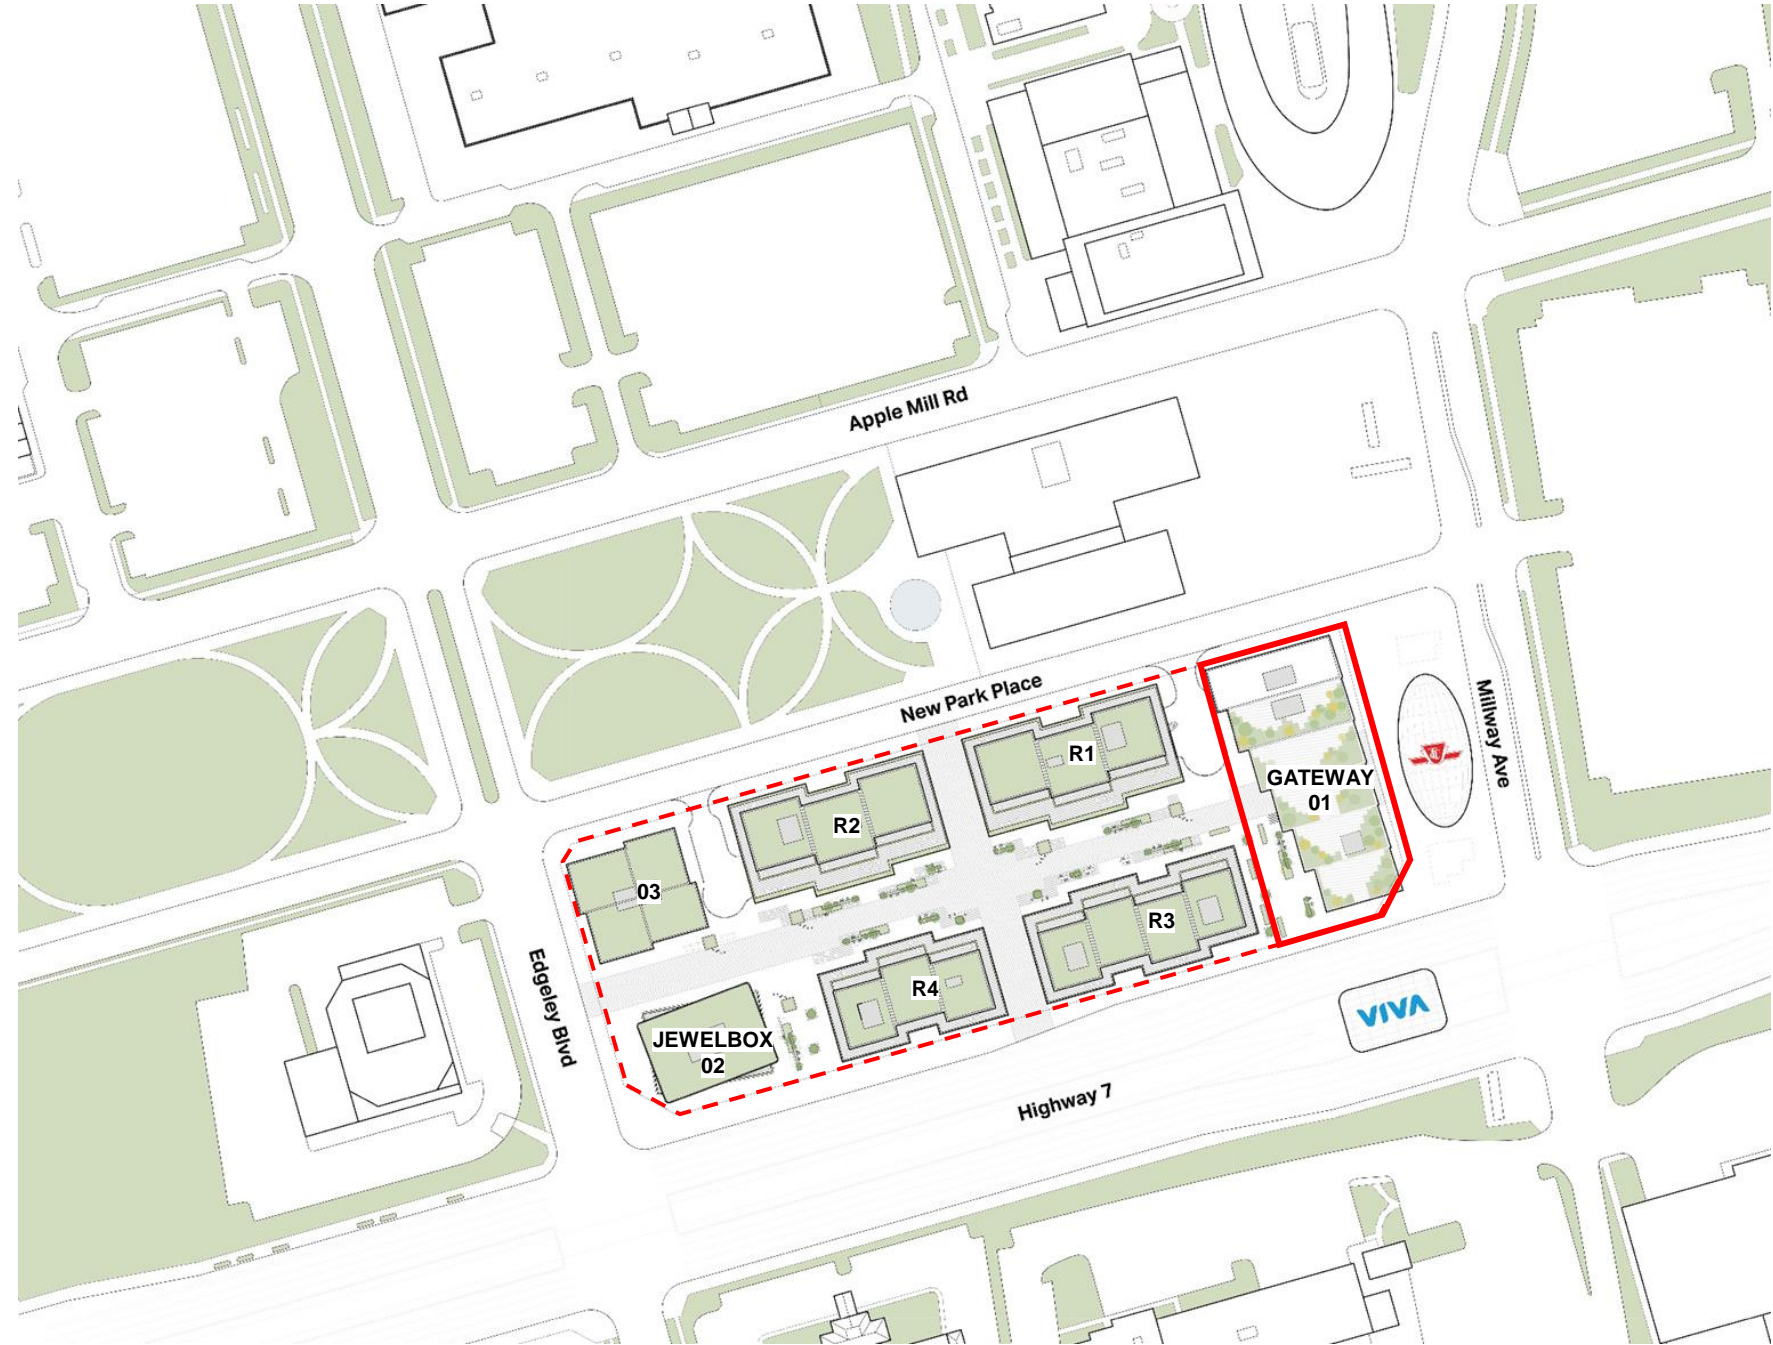 Apple Mill Rd
New Park Place
Millway Ave
R1
GATEWAY
01
R2
03
R3
Edgeley Blvd
R4
JEWELBOX
02
VIVA
Highway 7